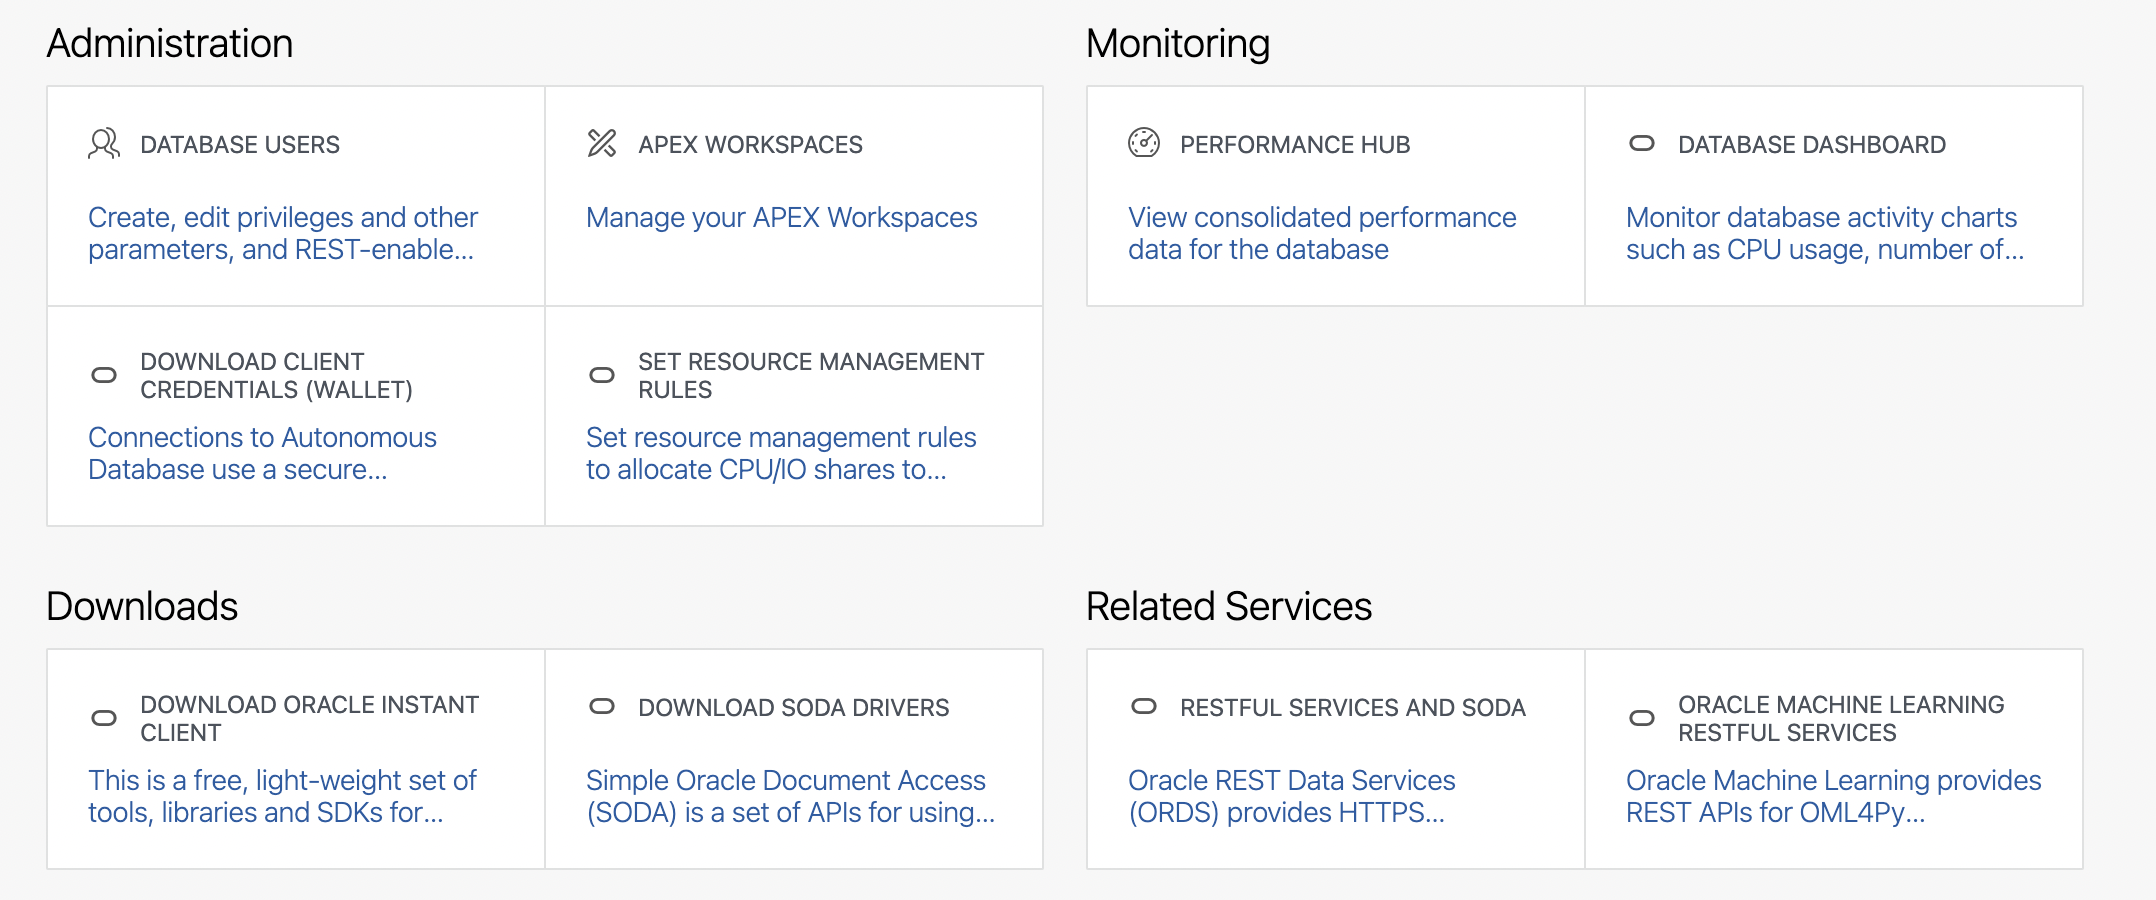 Administration
DATABASE USERS
Create, edit privileges and other
parameters, and REST-enable...
APEX WORKSPACES
Manage your APEX Workspaces
DOWNLOAD CLIENT
CREDENTIALS (WALLET)
Connections to Autonomous
Database use a secure...
SET RESOURCE MANAGEMENT
RULES
Set resource management rules
to allocate CPU/IO shares to...
Monitoring
PERFORMANCE HUB
View consolidated performance
data for the database
DATABASE DASHBOARD
Monitor database activity charts
such as CPU usage, number of...
Downloads
DOWNLOAD ORACLE INSTANT
CLIENT
This is a free, light-weight set of
tools, libraries and SDKs for...
DOWNLOAD SODA DRIVERS
Simple Oracle Document Access
(SODA) is a set of APIs for using...
Related Services
RESTFUL SERVICES AND SODA
Oracle REST Data Services
(ORDS) provides HTTPS...
ORACLE MACHINE LEARNING
RESTFUL SERVICES
Oracle Machine Learning provides
REST APIs for OML4Py...